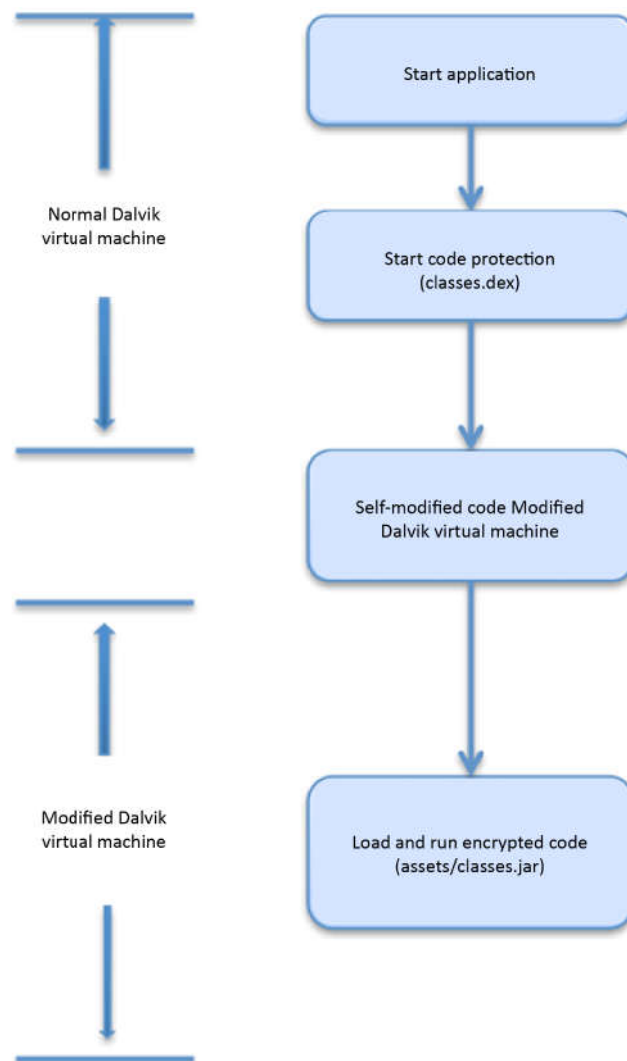 Start application
Normal Dalvik
virtual machine
Start code protection
(classes.dex)
Self-modified code Modified
Dalvik virtual machine
Modified Dalvik
virtual machine
Load and run encrypted code
(assets/classes.jar)